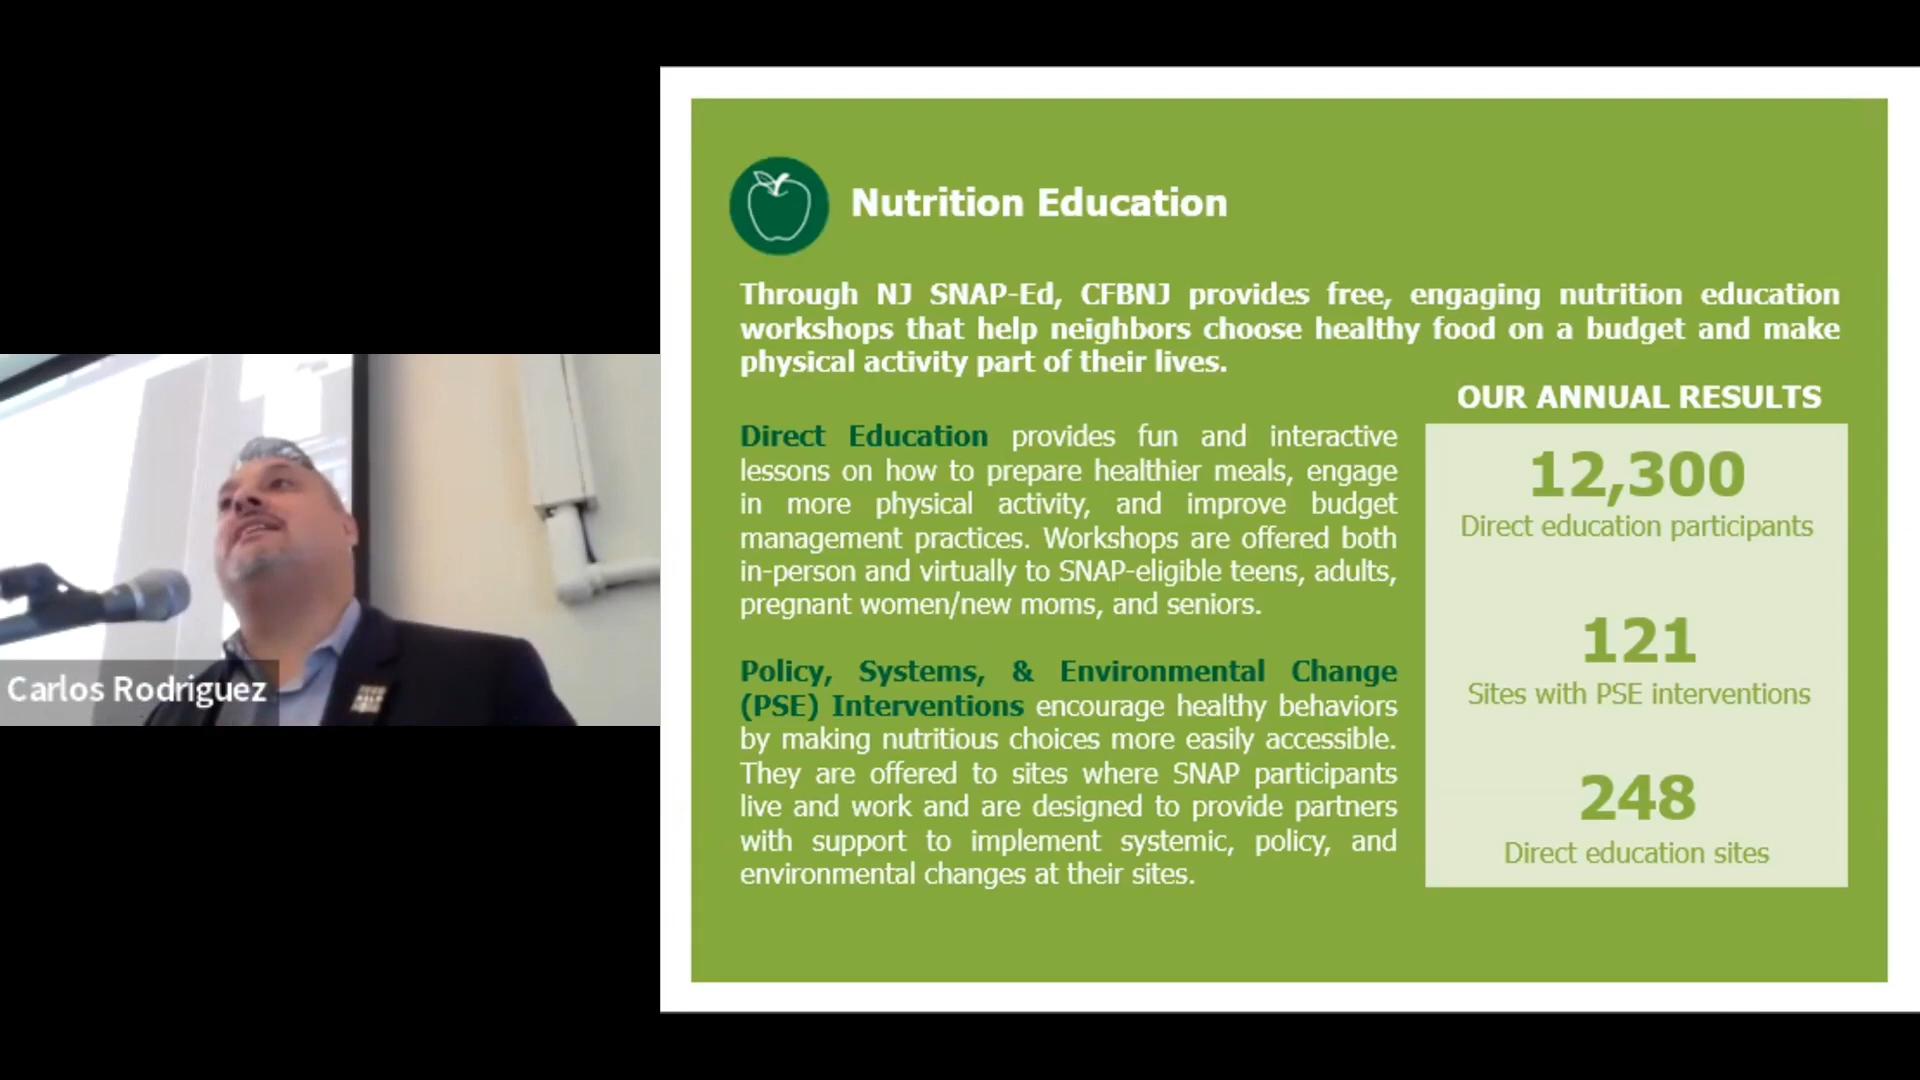 Nutrition Education
Through NJ SNAP-Ed, CFBNJ provides free, engaging nutrition education
workshops that help neighbors choose healthy food on a budget and make
physical activity part of their lives.
Direct Education provides fun and interactive
lessons on how to prepare healthier meals, engage
in more physical activity, and improve budget
management practices. Workshops are offered both
in-person and virtually to SNAP-eligible teens, adults,
pregnant women/new moms, and seniors.
Policy, Systems, & Environmental Change
(PSE) Interventions encourage healthy behaviors
by making nutritious choices more easily accessible.
They are offered to sites where SNAP participants
live and work and are designed to provide partners
with support to implement systemic, policy, and
environmental changes at their sites.
OUR ANNUAL RESULTS
12,300
Direct education participants
121
Sites with PSE interventions
248
Direct education sites
Carlos Rodriguez